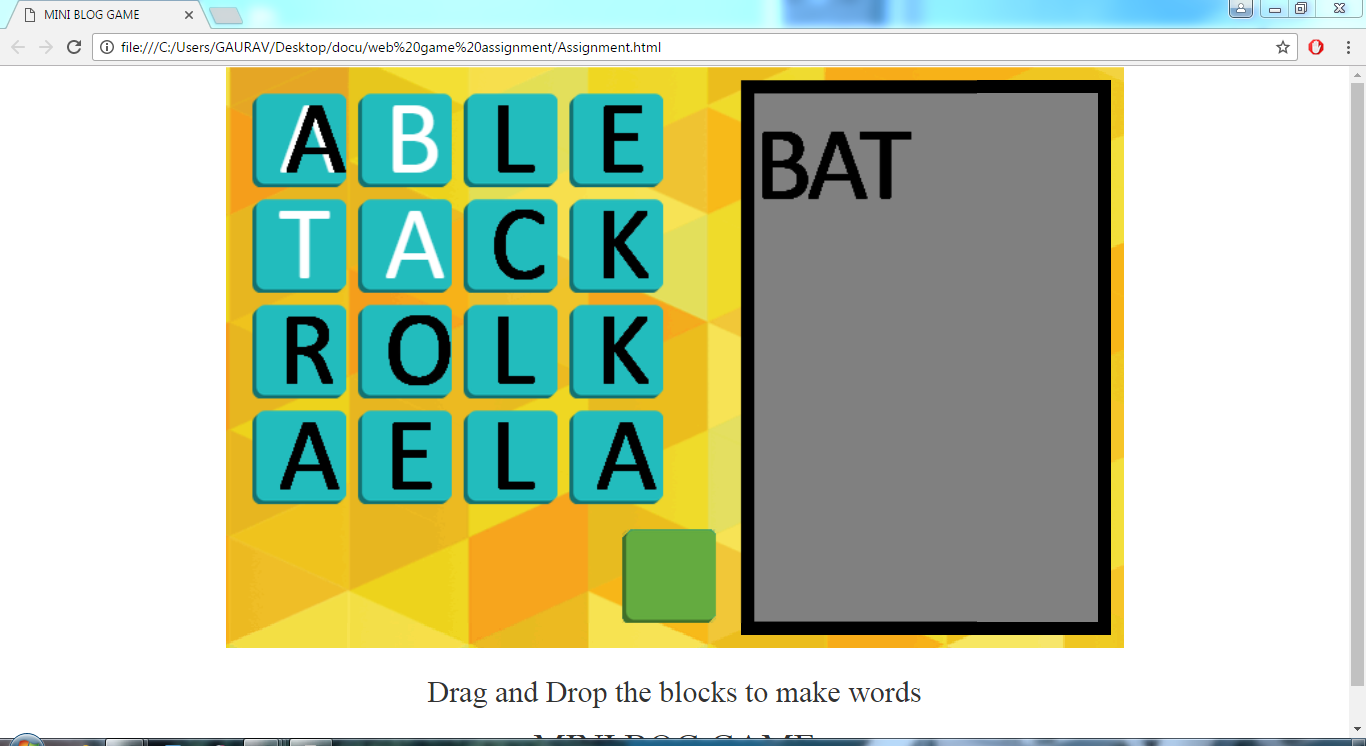 MINI BLOG GAME
file:///C:/Users/GAURAV/Desktop/docu/web%20game%20assignment/Assignment.html
A B L E
T A C K
R O L K
A E L A
BAT
Drag and Drop the blocks to make words